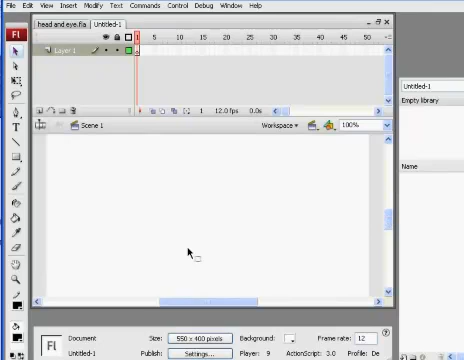 File Edit View Insert Modify Text Commands Control Debug Window Help
Fl
head and eye.fla Untitled-1
1 5 10 15 20 25 30 35 40 45 50
Layer 1
1 12.0 fps 0.0s
Scene 1 Workspace 100%
Untitled-1
Empty library
Name
Fl
Document Size: 550 x 400 pixels Background: Frame rate: 12
Untitled-1 Publish: Settings... Player: 9 ActionScript: 3.0 Profile: De